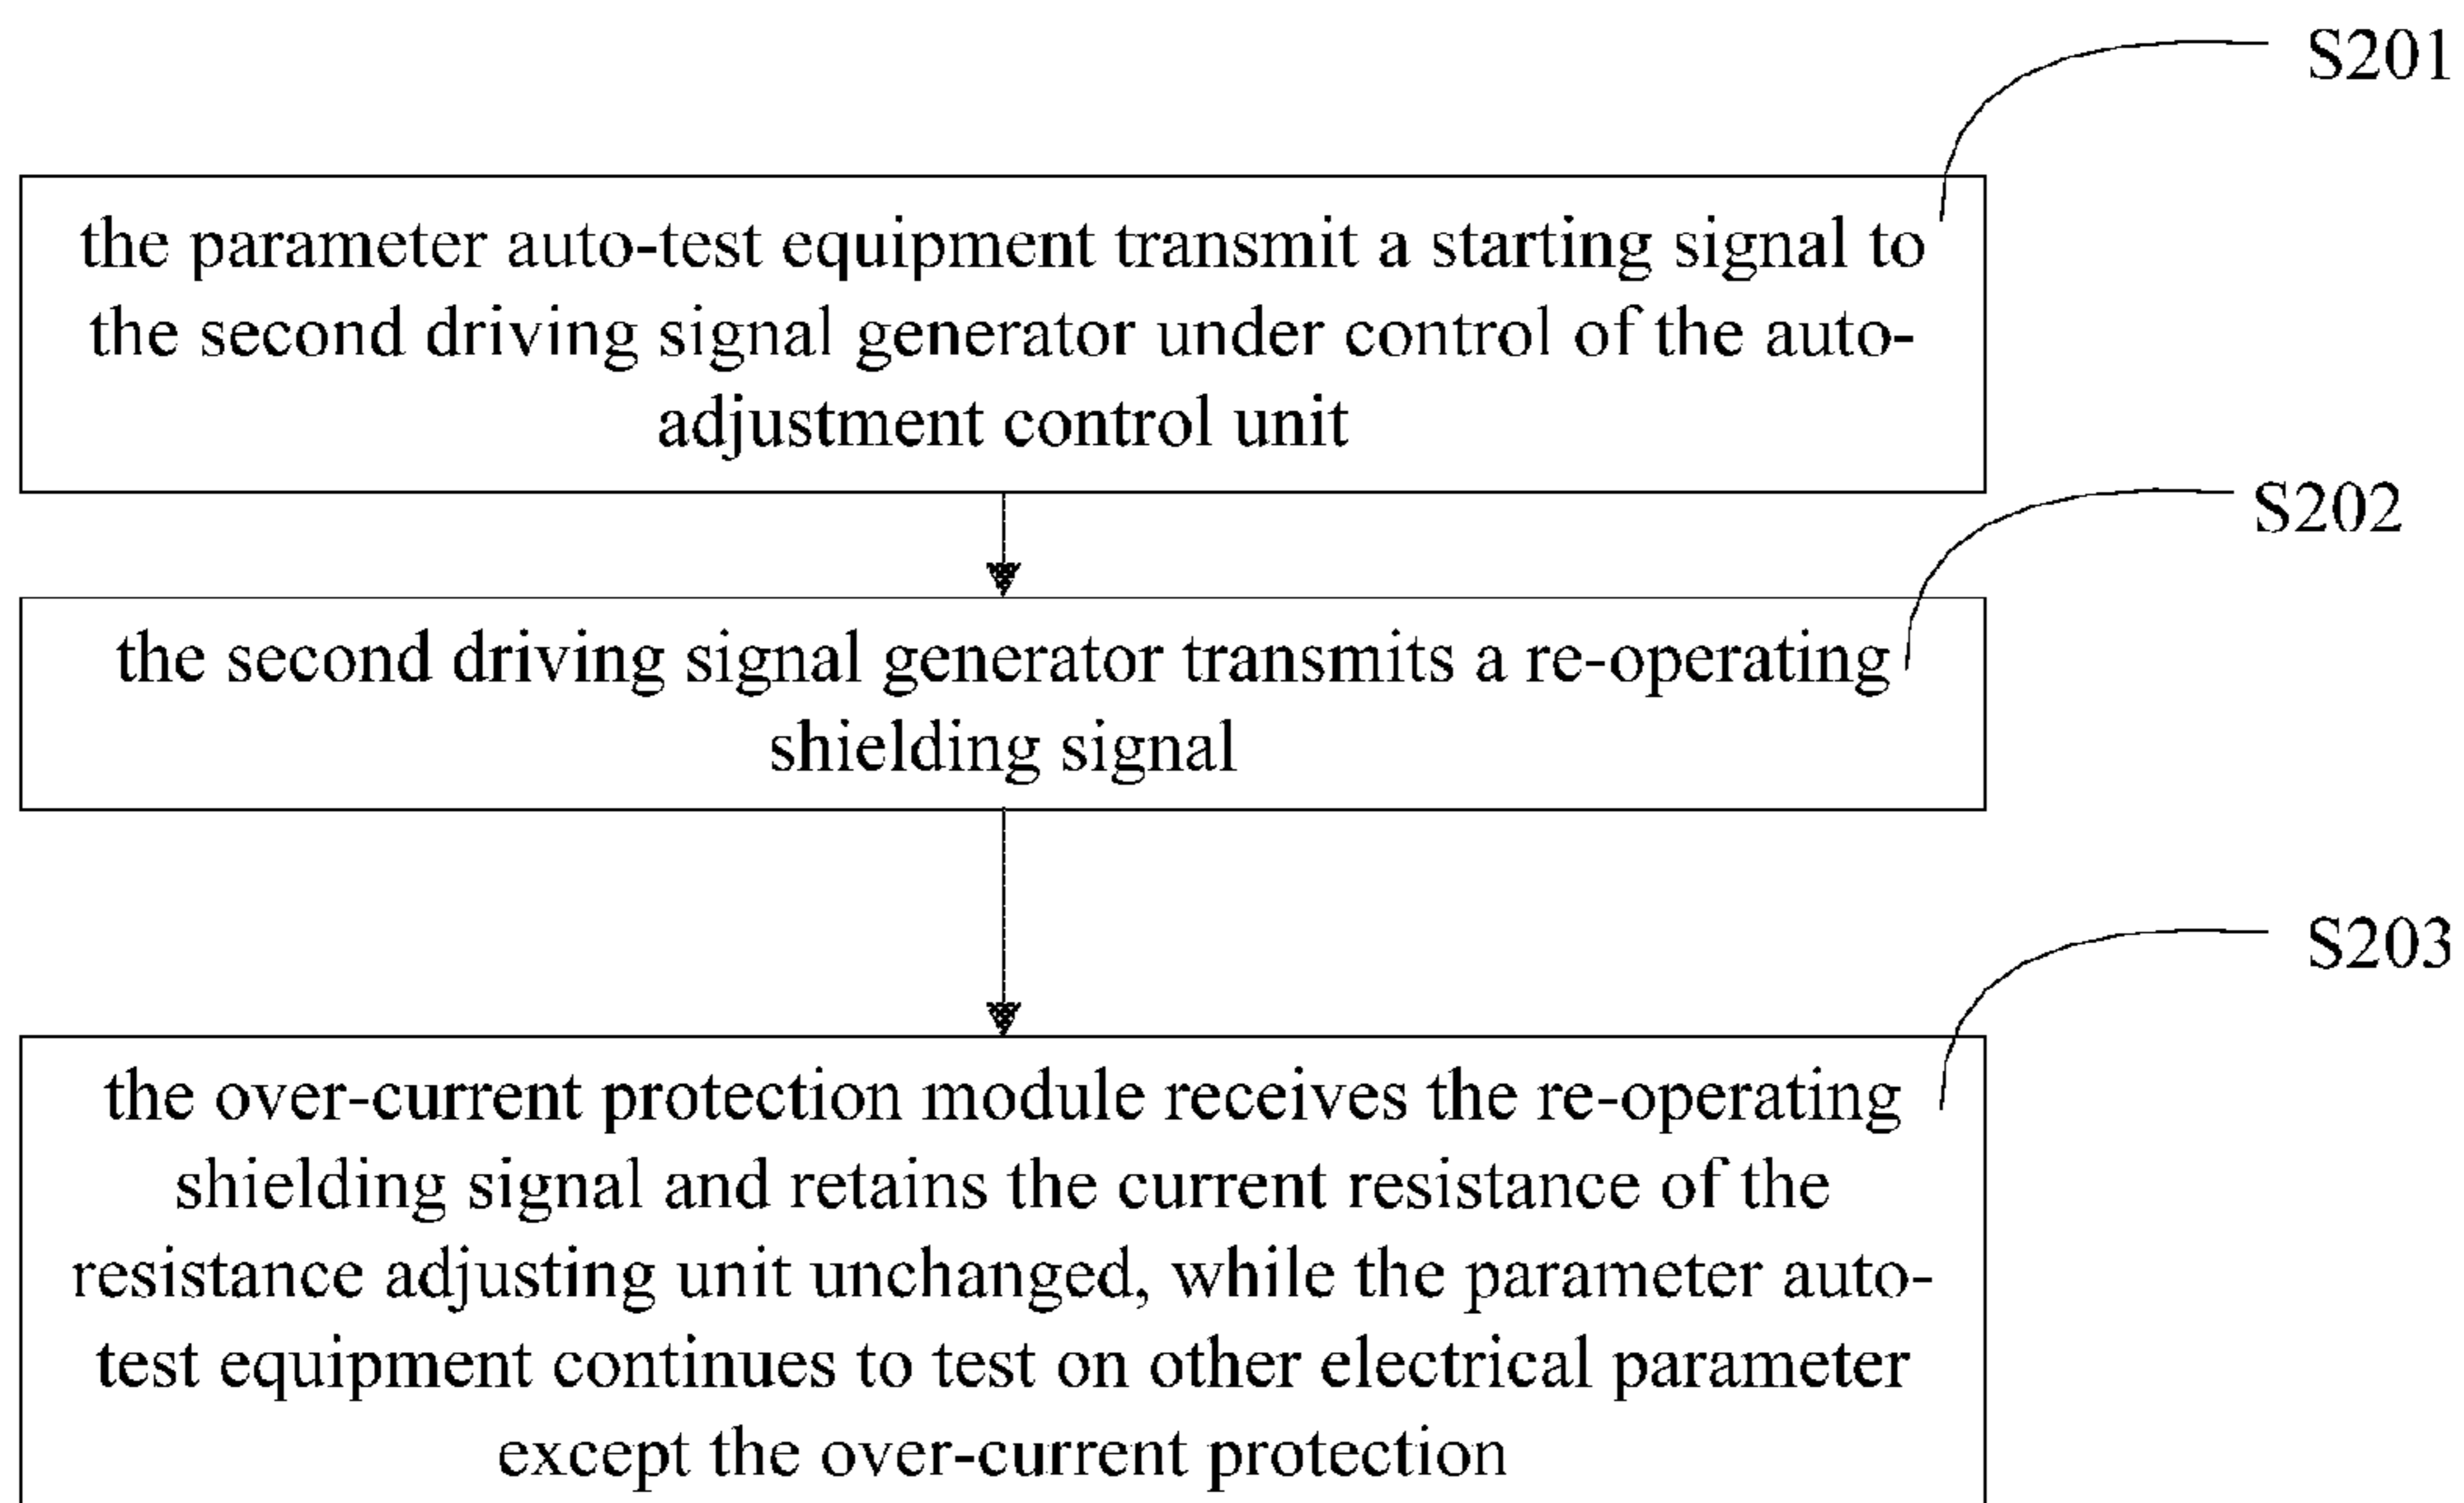 S201
the parameter auto-test equipment transmit a starting signal to
the second driving signal generator under control of the auto-
adjustment control unit
S202
the second driving signal generator transmits a re-operating
shielding signal
S203
the over-current protection module receives the re-operating
shielding signal and retains the current resistance of the
resistance adjusting unit unchanged, while the parameter auto-
test equipment continues to test on other electrical parameter
except the over-current protection